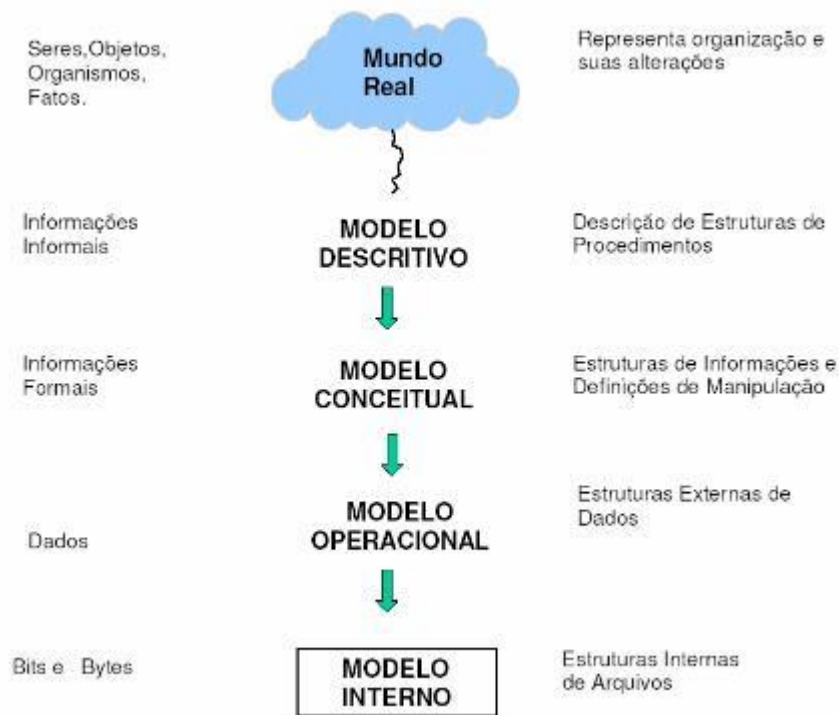 Seres,Objetos,
Organismos,
Fatos.
Mundo
Real
Representa organização e
suas alterações
Informações
Informais
MODELO
DESCRITIVO
Descrição de Estruturas de
Procedimentos
Informações
Formais
MODELO
CONCEITUAL
Estruturas de Informações e
Definições de Manipulação
Dados
MODELO
OPERACIONAL
Estruturas Externas de
Dados
Bits e Bytes
MODELO
INTERNO
Estruturas Internas
de Arquivos